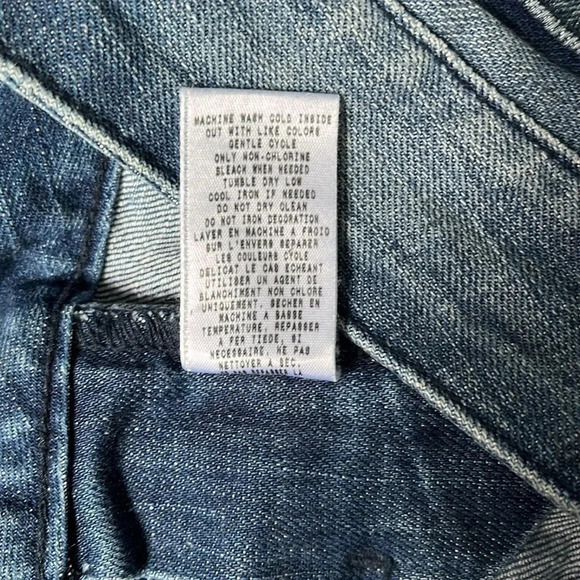 MACHINE WASH COLD INSIDE
OUT WITH LIKE COLORS
GENTLE CYCLE
ONLY NON-CHLORINE
BLEACH WHEN NEEDED
TUMBLE DRY LOW
COOL IRON IF NEEDED
DO NOT DRY CLEAN
DO NOT IRON DECORATION
LAVER EN MACHINE A FROID
SUR L'ENVERS SEPARER
LES COULEURS CYCLE
DELICAT LE CAS ECHEANT
UTILISER UN AGENT DE
BLANCHIMENT NON CHLORE
UNIQUEMENT. SECHER EN
MACHINE A BASSE
TEMPERATURE, REPASSER
A FER TIEDE, SI
NECESSAIRE, NE PAS
NETTOYER A SEC.
REPASSER LA